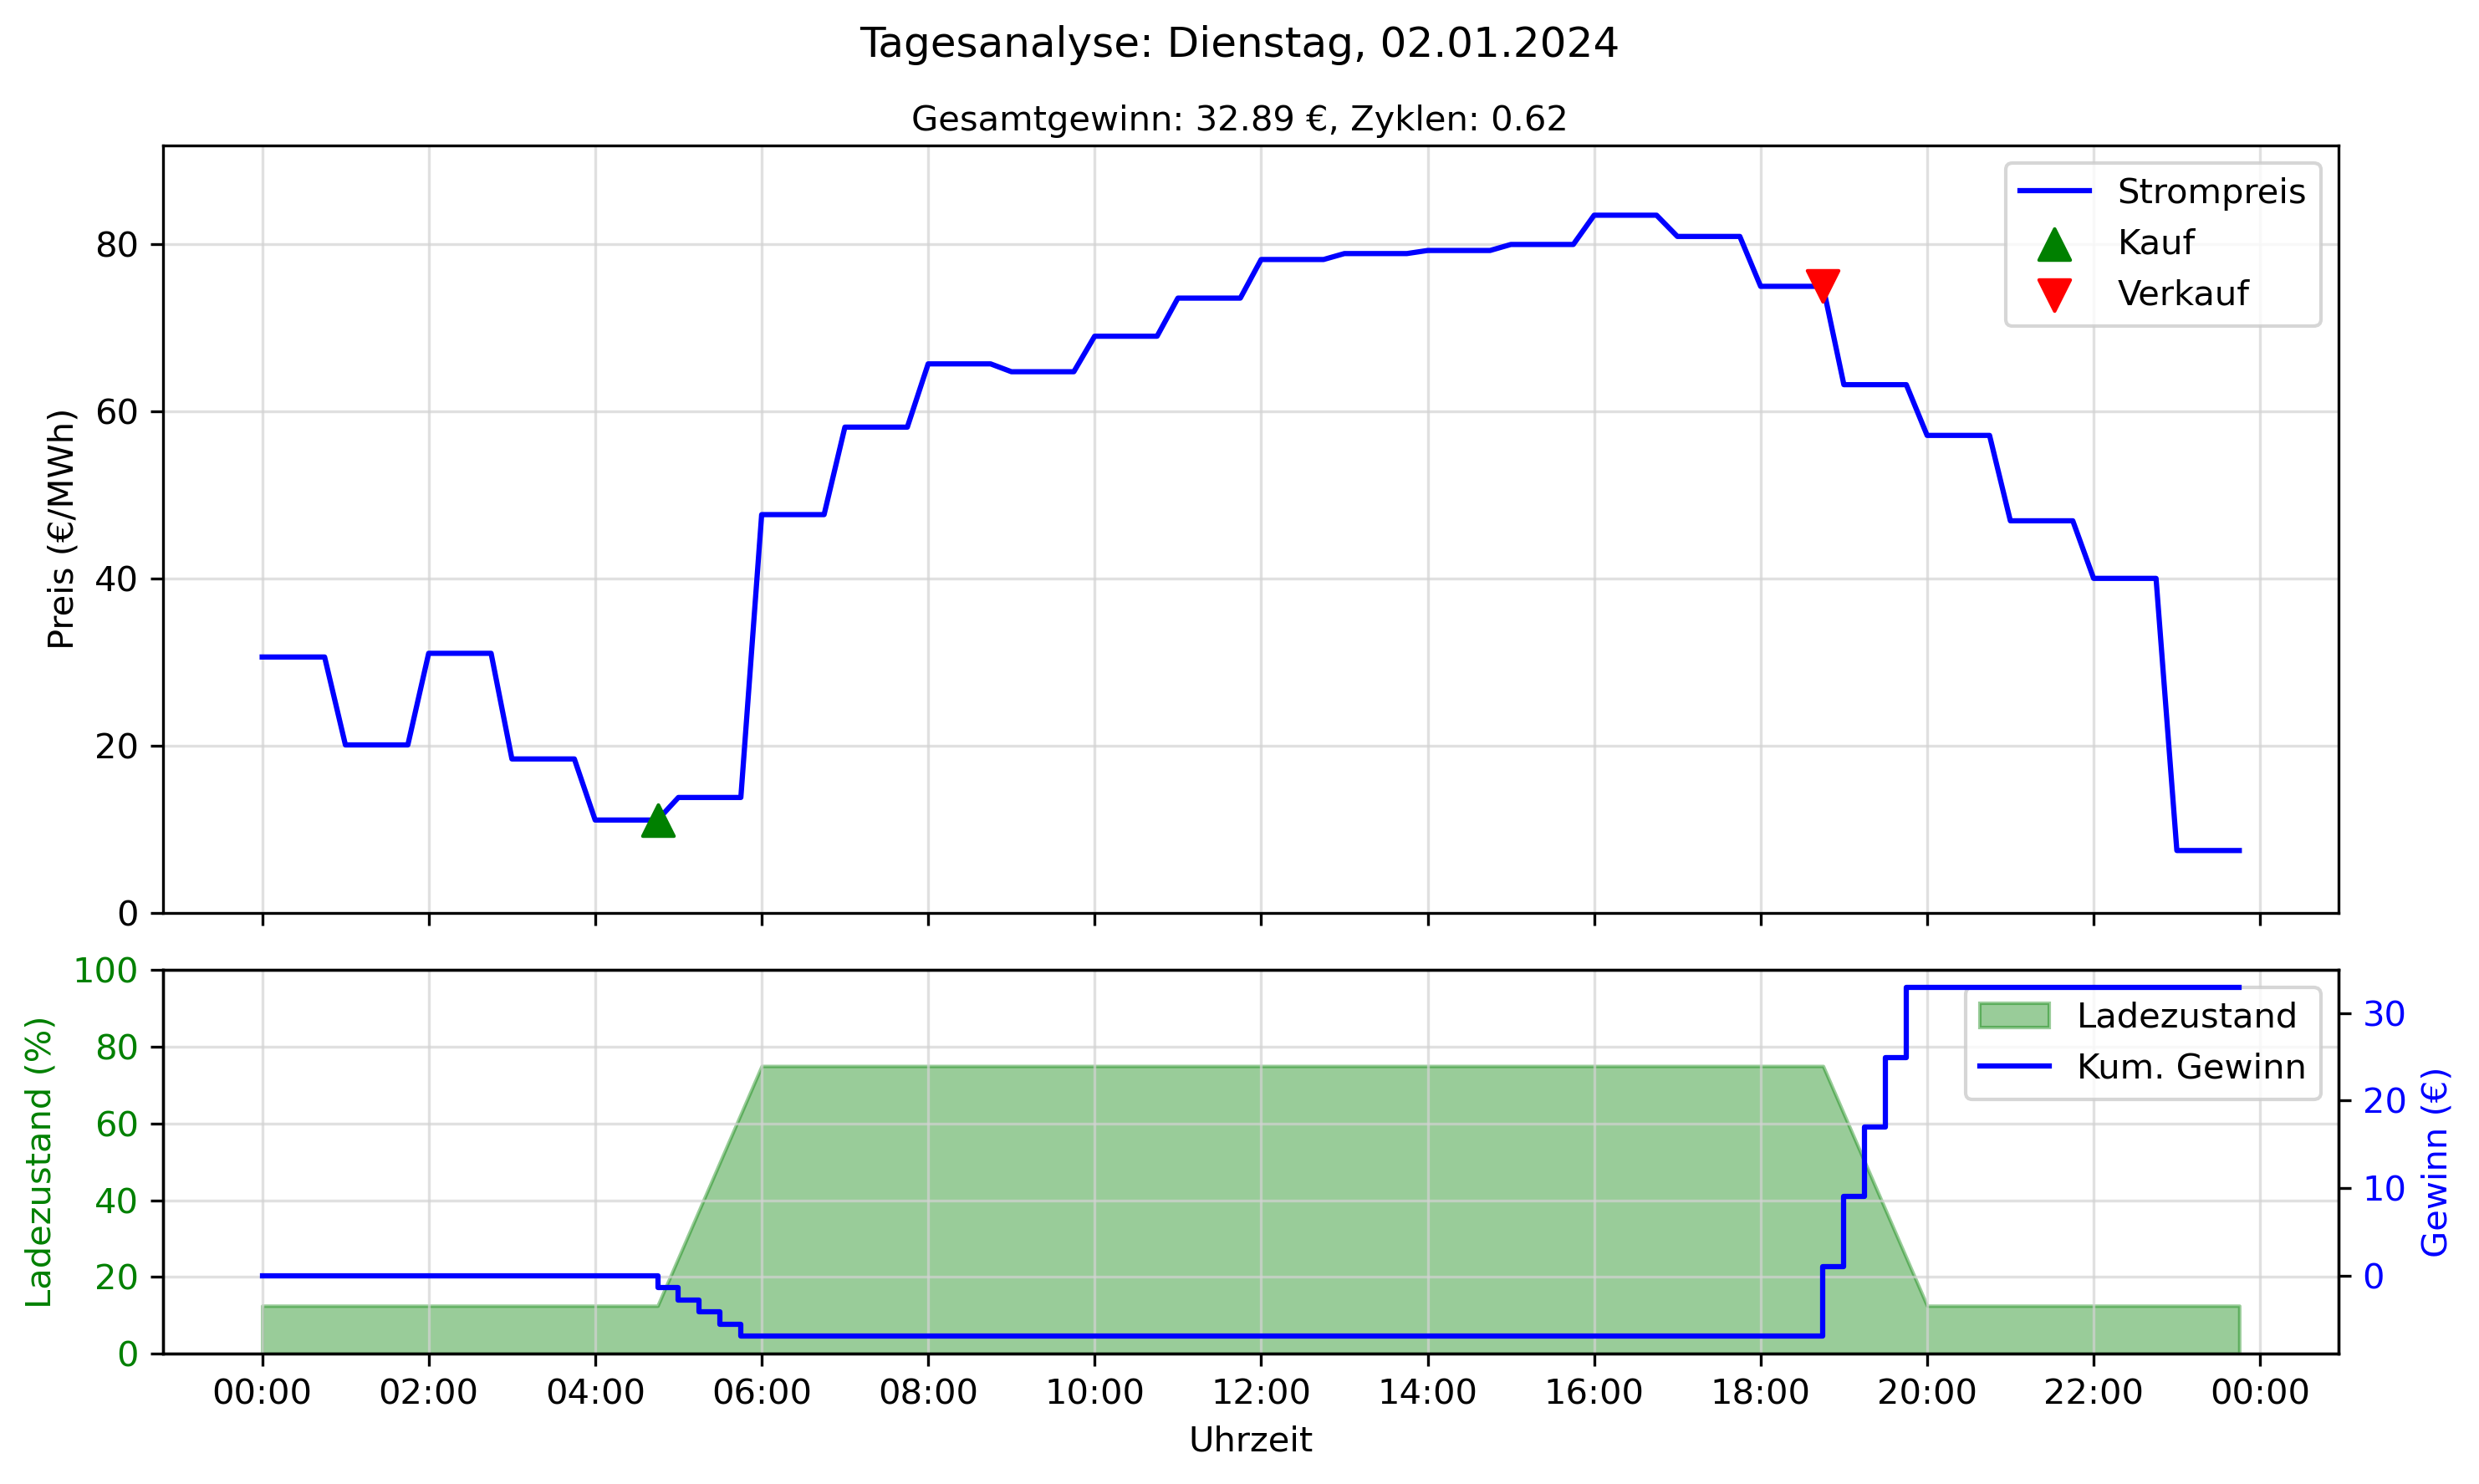 Tagesanalyse: Dienstag, 02.01.2024
Gesamtgewinn: 32.89 €, Zyklen: 0.62
Preis (€/MWh)
80
60
40
20
0
Strompreis
Kauf
Verkauf
Ladezustand (%)
100
80
60
40
20
0
Ladezustand
Kum. Gewinn
30
20
10
0
Gewinn (€)
00:00 02:00 04:00 06:00 08:00 10:00 12:00 14:00 16:00 18:00 20:00 22:00 00:00
Uhrzeit